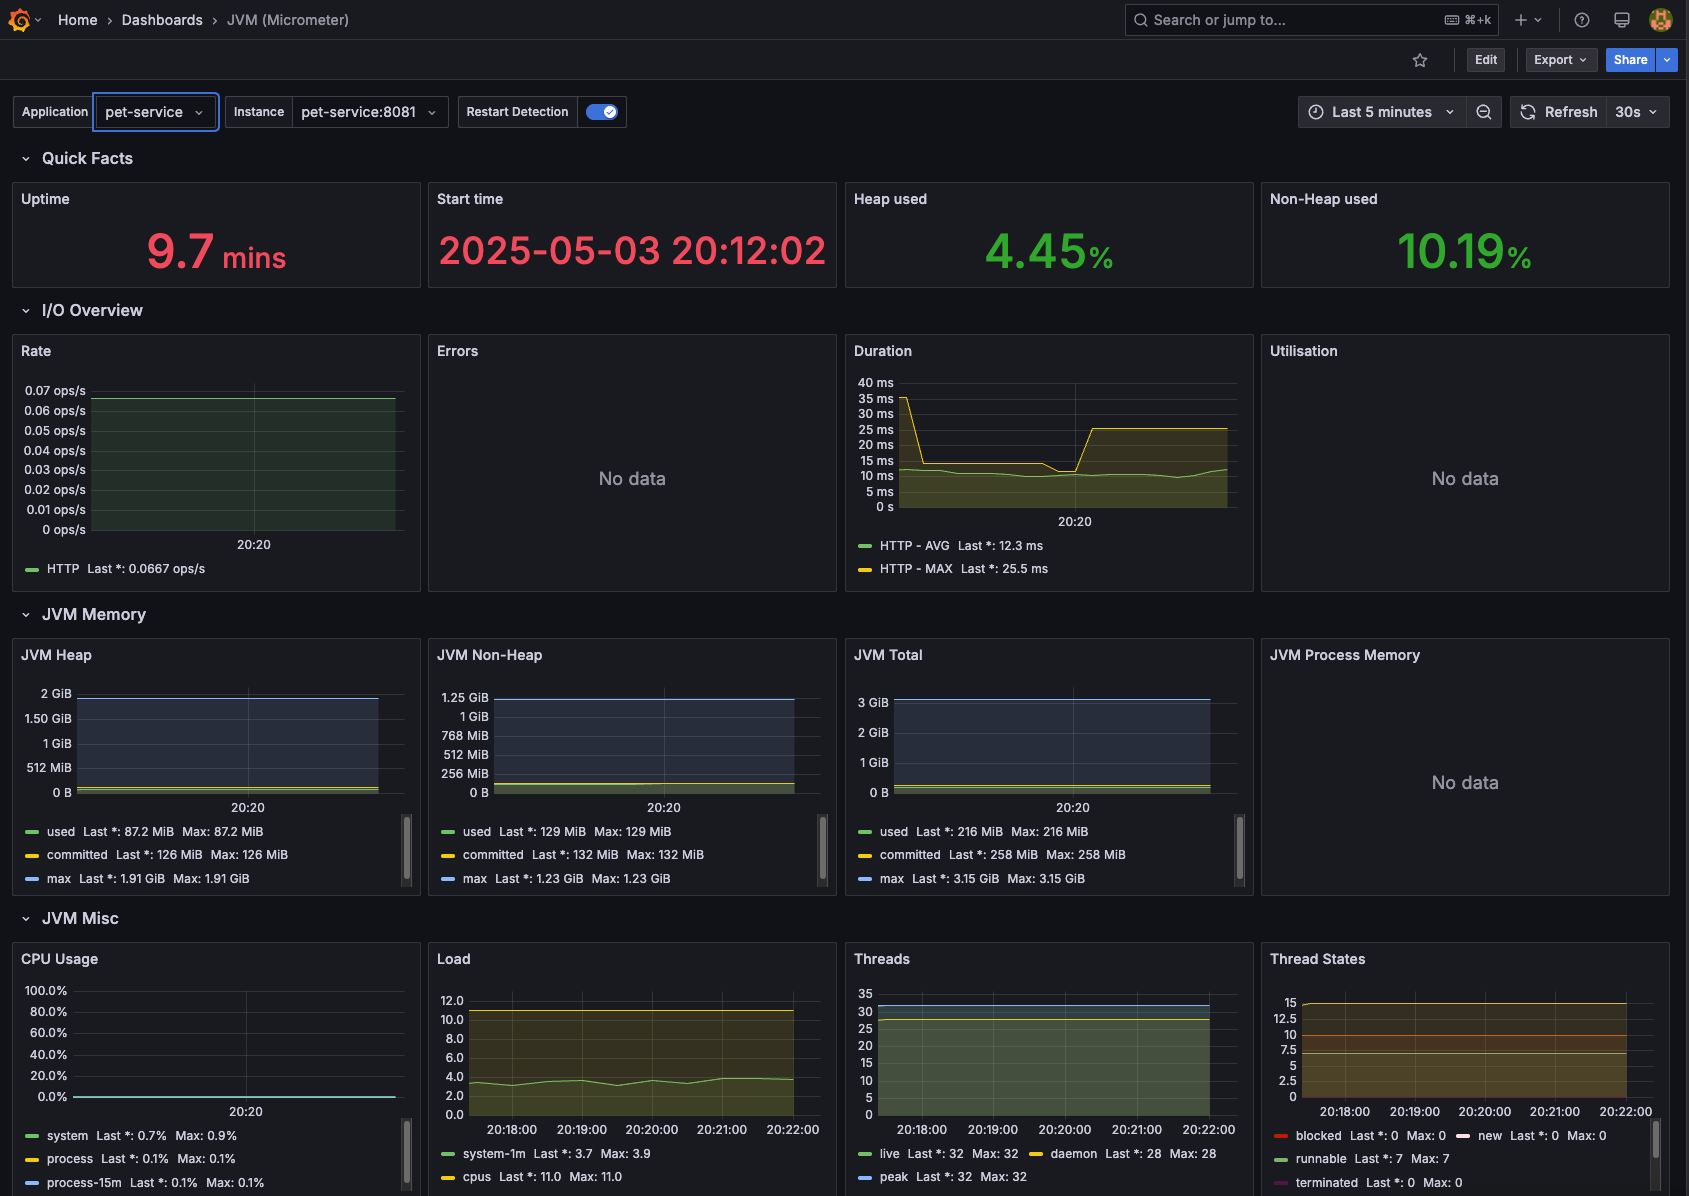 Home › Dashboards › JVM (Micrometer)
Search or jump to... ⌘+k
Edit Export Share
Application pet-service Instance pet-service:8081 Restart Detection Last 5 minutes Refresh 30s
Quick Facts
Uptime
9.7 mins
Start time
2025-05-03 20:12:02
Heap used
4.45%
Non-Heap used
10.19%
I/O Overview
Rate
0.07 ops/s
0.06 ops/s
0.05 ops/s
0.04 ops/s
0.03 ops/s
0.02 ops/s
0.01 ops/s
0 ops/s
20:20
HTTP Last *: 0.0667 ops/s
Errors
No data
Duration
40 ms
35 ms
30 ms
25 ms
20 ms
15 ms
10 ms
5 ms
0 s
20:20
HTTP - AVG Last *: 12.3 ms
HTTP - MAX Last *: 25.5 ms
Utilisation
No data
JVM Memory
JVM Heap
2 GiB
1.50 GiB
1 GiB
512 MiB
0 B
20:20
used Last *: 87.2 MiB Max: 87.2 MiB
committed Last *: 126 MiB Max: 126 MiB
max Last *: 1.91 GiB Max: 1.91 GiB
JVM Non-Heap
1.25 GiB
1 GiB
768 MiB
512 MiB
256 MiB
0 B
20:20
used Last *: 129 MiB Max: 129 MiB
committed Last *: 132 MiB Max: 132 MiB
max Last *: 1.23 GiB Max: 1.23 GiB
JVM Total
3 GiB
2 GiB
1 GiB
0 B
20:20
used Last *: 216 MiB Max: 216 MiB
committed Last *: 258 MiB Max: 258 MiB
max Last *: 3.15 GiB Max: 3.15 GiB
JVM Process Memory
No data
JVM Misc
CPU Usage
100.0%
80.0%
60.0%
40.0%
20.0%
0.0%
20:20
system Last *: 0.7% Max: 0.9%
process Last *: 0.1% Max: 0.1%
process-15m Last *: 0.1% Max: 0.1%
Load
12.0
10.0
8.0
6.0
4.0
2.0
0.0
20:18:00 20:19:00 20:20:00 20:21:00 20:22:00
system-1m Last *: 3.7 Max: 3.9
cpus Last *: 11.0 Max: 11.0
Threads
35
30
25
20
15
10
5
0
20:18:00 20:19:00 20:20:00 20:21:00 20:22:00
live Last *: 32 Max: 32 daemon Last *: 28 Max: 28
peak Last *: 32 Max: 32
Thread States
15
12.5
10
7.5
5
2.5
0
20:18:00 20:19:00 20:20:00 20:21:00 20:22:00
blocked Last *: 0 Max: 0 new Last *: 0 Max: 0
runnable Last *: 7 Max: 7
terminated Last *: 0 Max: 0